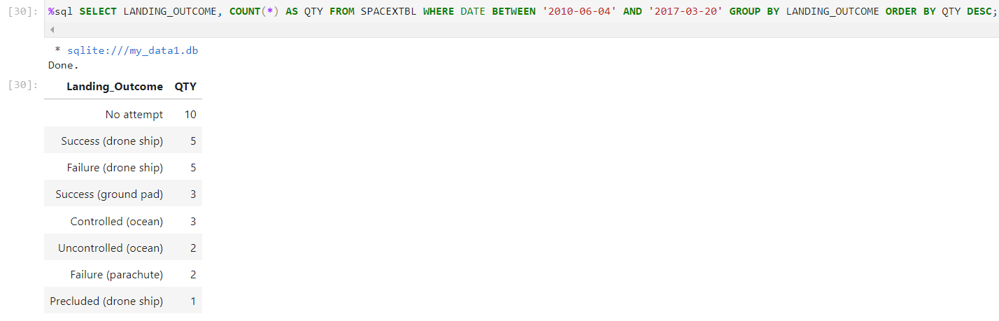 [30]: %sql SELECT LANDING_OUTCOME, COUNT(*) AS QTY FROM SPACEXTBL WHERE DATE BETWEEN '2010-06-04' AND '2017-03-20' GROUP BY LANDING_OUTCOME ORDER BY QTY DESC;
* sqlite:///my_data1.db
Done.
[30]:
Landing_Outcome QTY
No attempt 10
Success (drone ship) 5
Failure (drone ship) 5
Success (ground pad) 3
Controlled (ocean) 3
Uncontrolled (ocean) 2
Failure (parachute) 2
Precluded (drone ship) 1